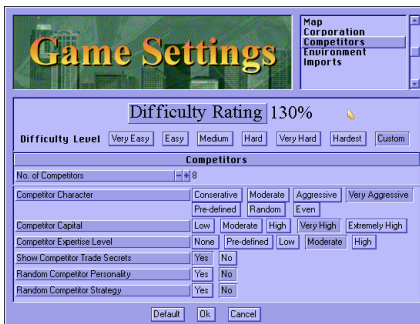 Game Settings
Map
Corporation
Competitors
Environment
Imports
Difficulty Rating 130%
Difficulty Level Very Easy Easy Medium Hard Very Hard Hardest Custom
Competitors
No. of Competitors - + 8
Competitor Character Conserative Moderate Aggressive Very Aggressive
Pre-defined Random Even
Competitor Capital Low Moderate High Very High Extremely High
Competitor Expertise Level None Pre-defined Low Moderate High
Show Competitor Trade Secrets Yes No
Random Competitor Personality Yes No
Random Competitor Strategy Yes No
Default Ok Cancel